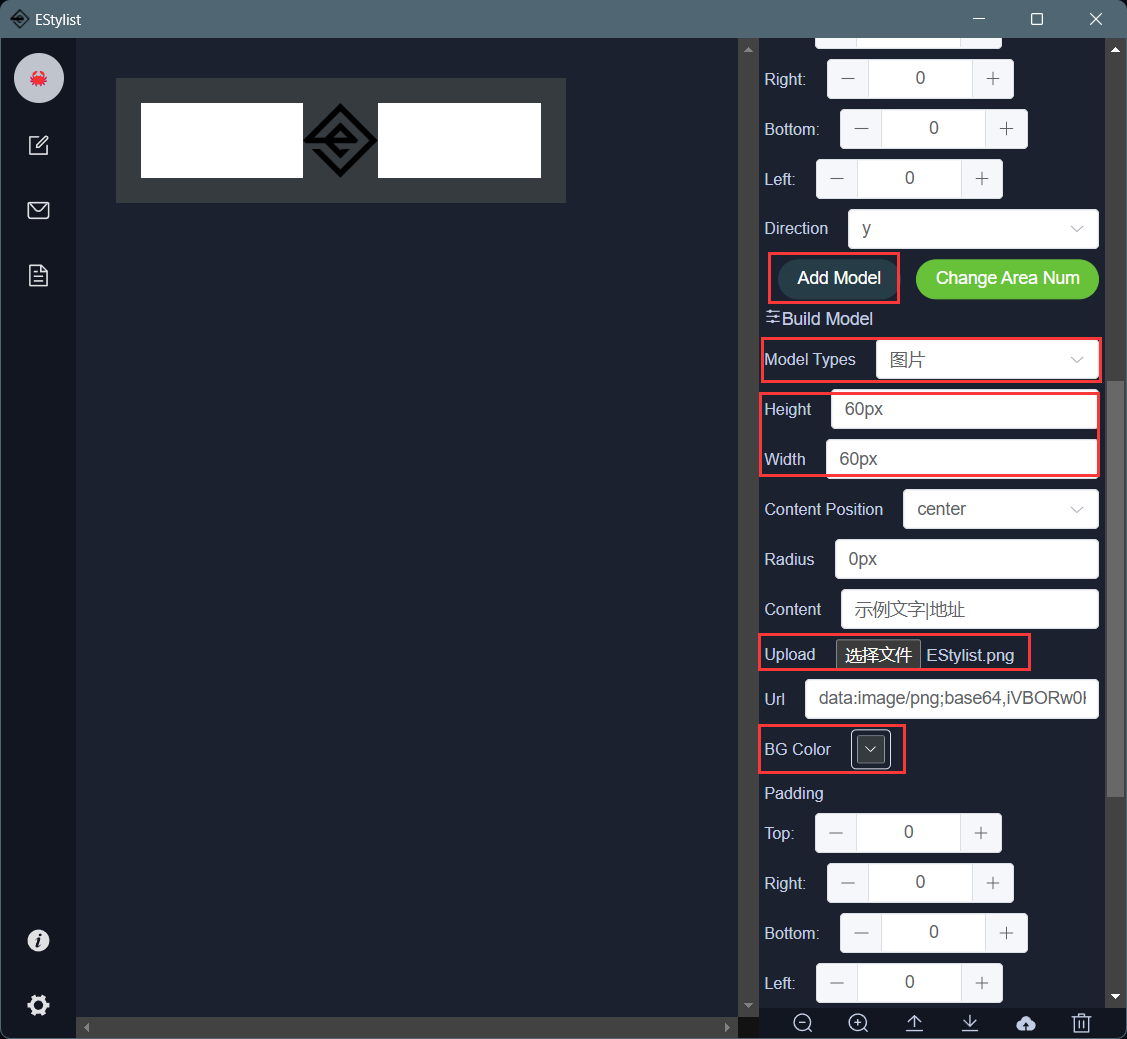 EStylist
Right: 0
Bottom: 0
Left: 0
Direction y
Add Model Change Area Num
Build Model
Model Types 图片
Height 60px
Width 60px
Content Position center
Radius 0px
Content 示例文字|地址
Upload 选择文件 EStylist.png
Url data:image/png;base64,iVBORw0
BG Color
Padding
Top: 0
Right: 0
Bottom: 0
Left: 0